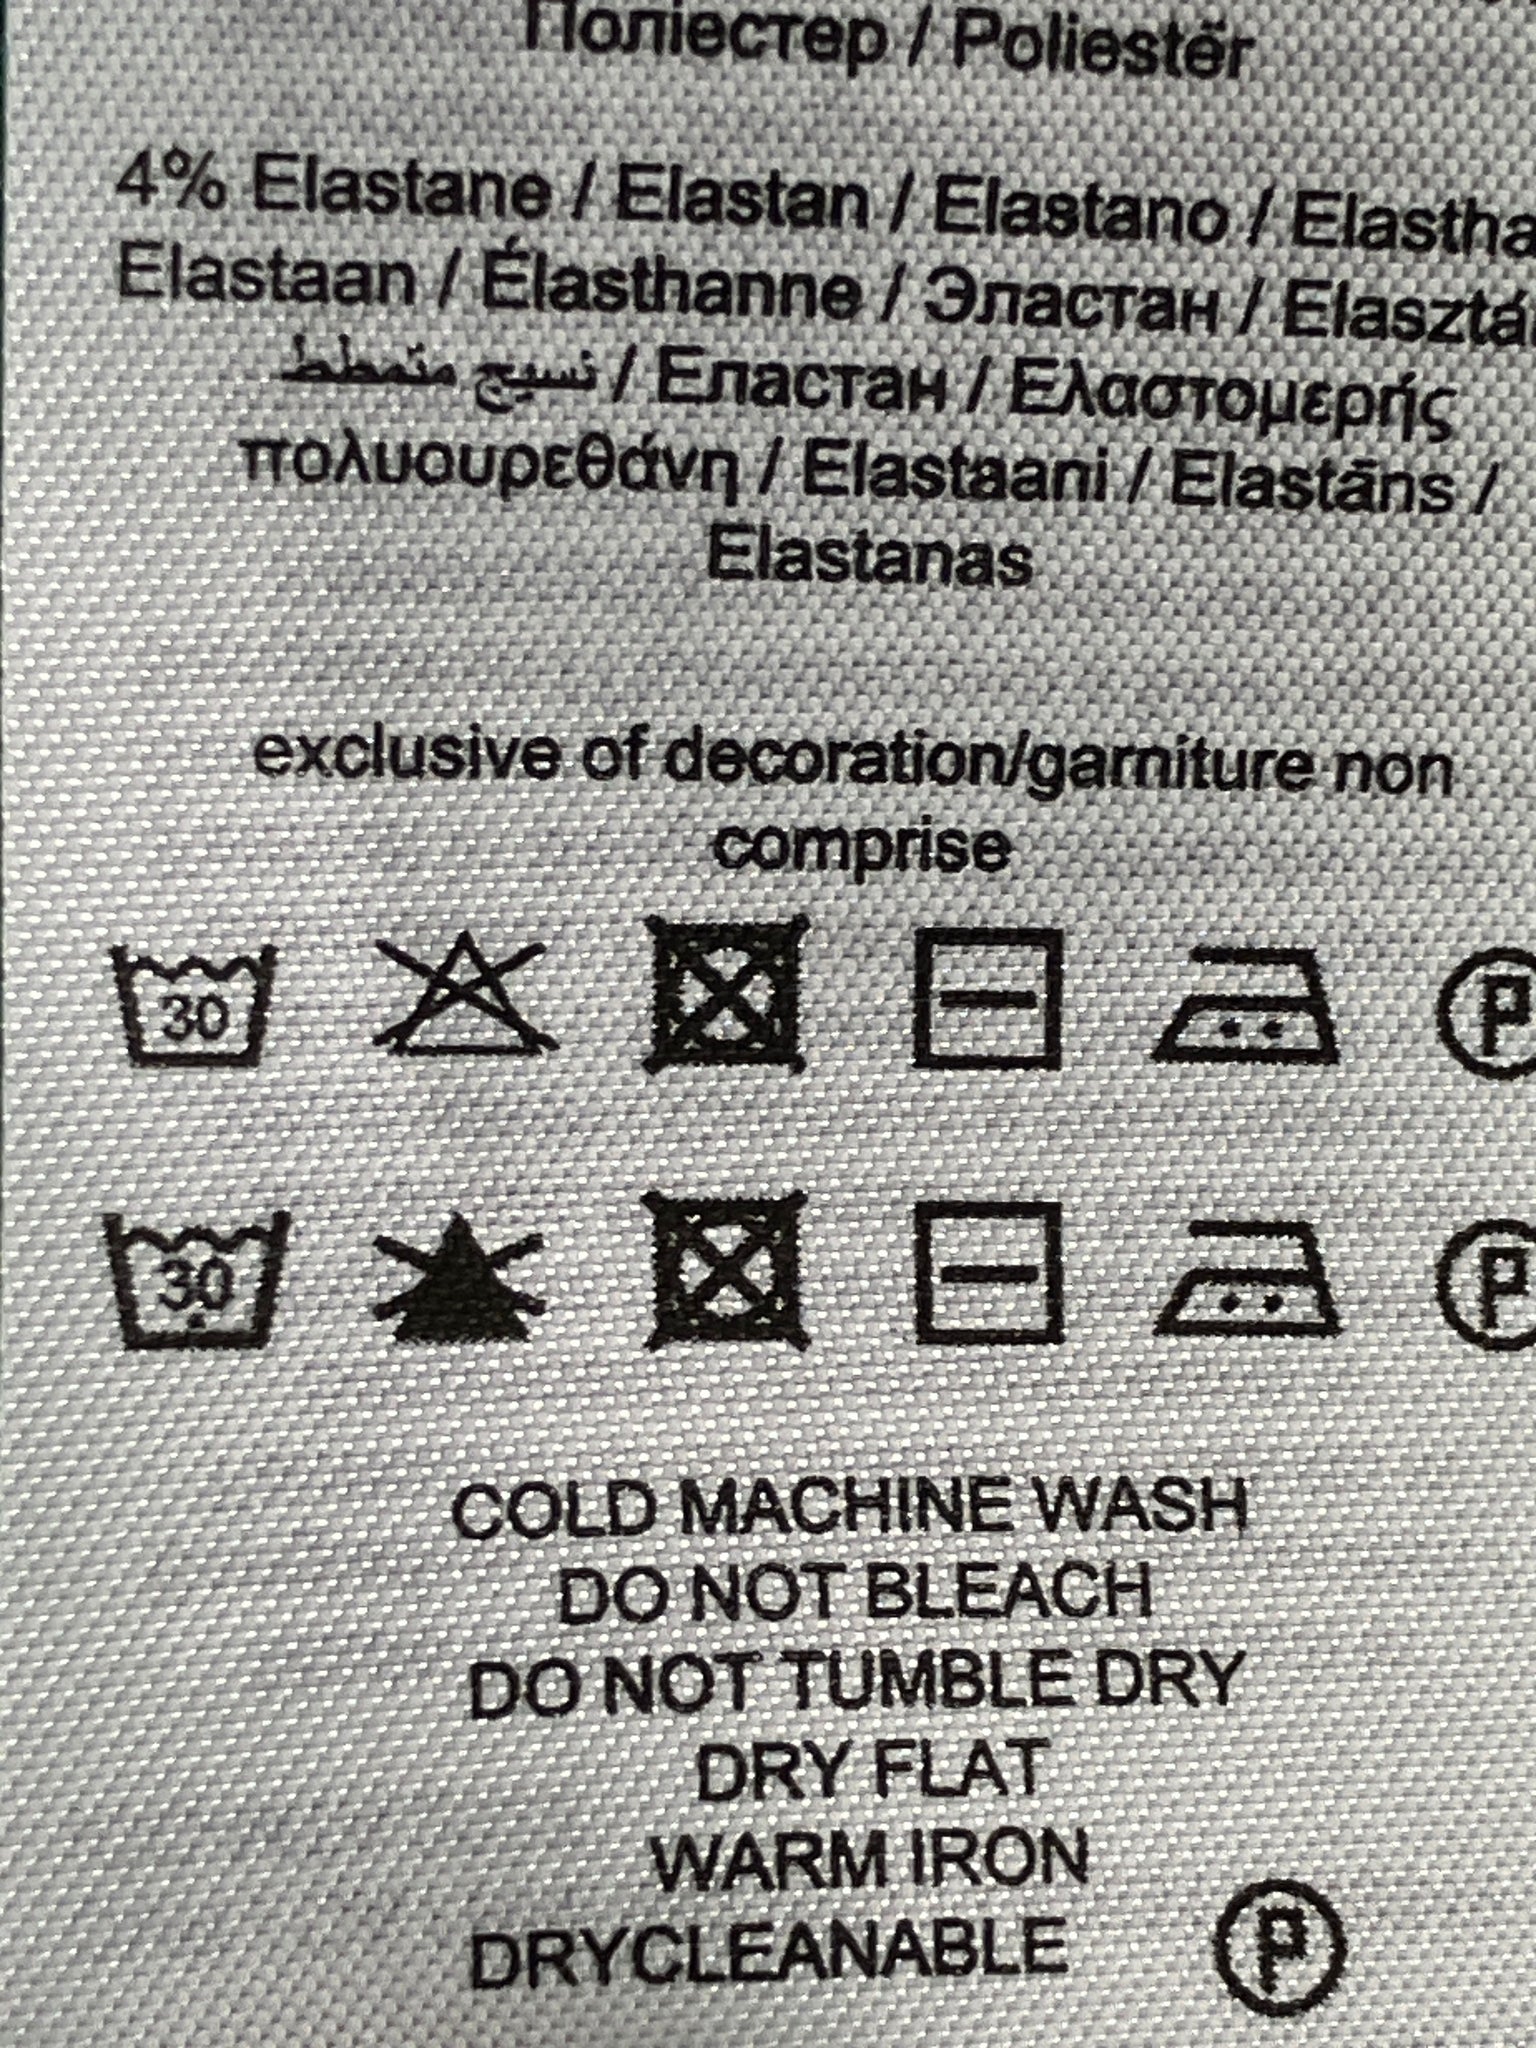 Поліестер / Poliestër
4% Elastane / Elastan / Elastano /
Elastaan / Élasthanne / Эластан /
نسيج متمطط / Еластан / Ελαστομερής
πολυουρεθάνη / Elastaani / Elastāns /
Elastanas
exclusive of decoration/garniture non
comprise
30 P
30 P
COLD MACHINE WASH
DO NOT BLEACH
DO NOT TUMBLE DRY
DRY FLAT
WARM IRON
DRYCLEANABLE P